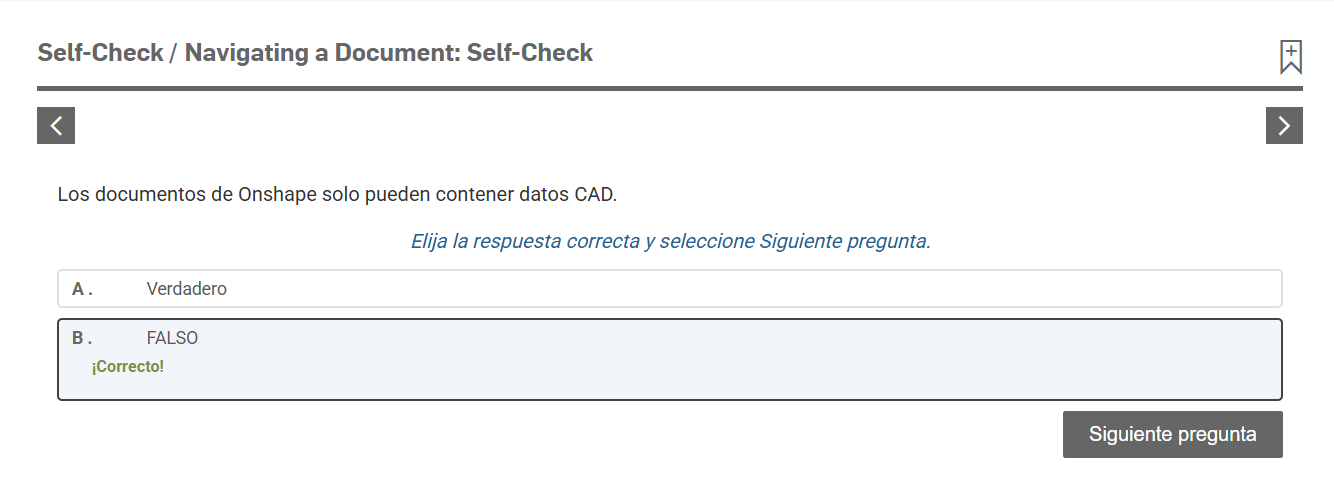 Self-Check / Navigating a Document: Self-Check
Los documentos de Onshape solo pueden contener datos CAD.
Elija la respuesta correcta y seleccione Siguiente pregunta.
A . Verdadero
B . FALSO
¡Correcto!
Siguiente pregunta